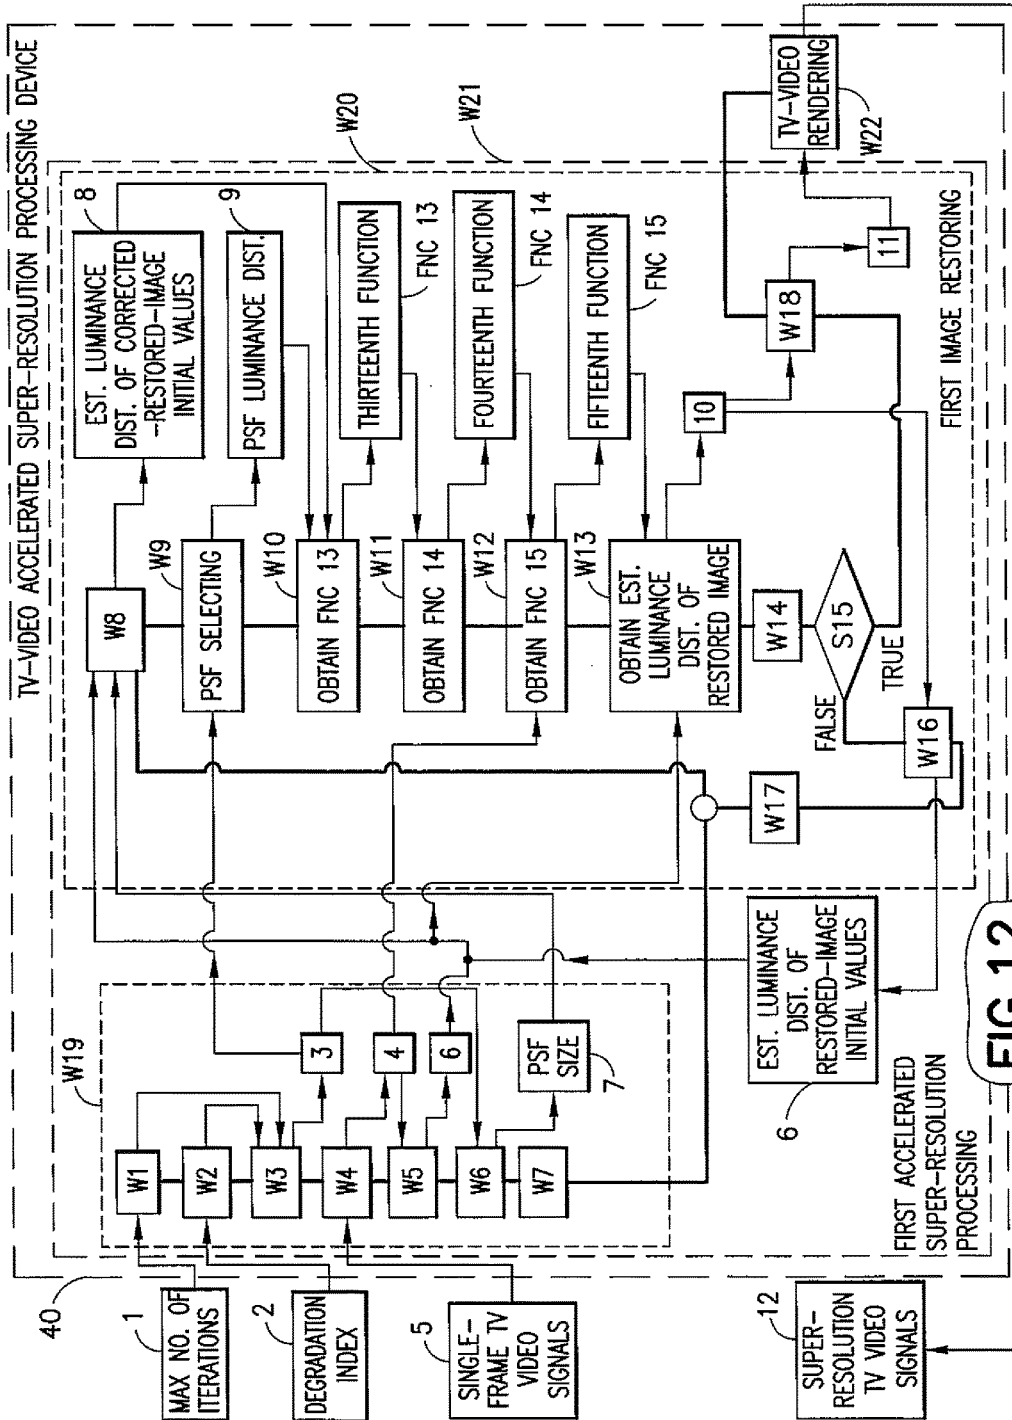 TV-VIDEO ACCELERATED SUPER-RESOLUTION PROCESSING DEVICE
40
W20
W21
W19
1
MAX NO. OF
ITERATIONS
2
DEGRADATION
INDEX
5
SINGLE-
FRAME TV
VIDEO
SIGNALS
12
SUPER-
RESOLUTION
TV VIDEO
SIGNALS
W1
W2
W3
W4
W5
W6
W7
3
4
6
PSF
SIZE
7
EST. LUMINANCE
DIST. OF
RESTORED-IMAGE
INITIAL VALUES
6
FIRST ACCELERATED
SUPER-RESOLUTION
PROCESSING
W8
EST. LUMINANCE
DIST. OF CORRECTED
-RESTORED-IMAGE
INITIAL VALUES
8
W9
PSF SELECTING
PSF LUMINANCE DIST.
9
W10
OBTAIN FNC 13
THIRTEENTH FUNCTION
FNC 13
W11
OBTAIN FNC 14
FOURTEENTH FUNCTION
FNC 14
W12
OBTAIN FNC 15
FIFTEENTH FUNCTION
FNC 15
W13
OBTAIN EST.
LUMINANCE
DIST. OF
RESTORED IMAGE
10
W14
S15
FALSE
TRUE
W16
W17
W18
11
FIRST IMAGE RESTORING
TV-VIDEO
RENDERING
W22
FIG.12